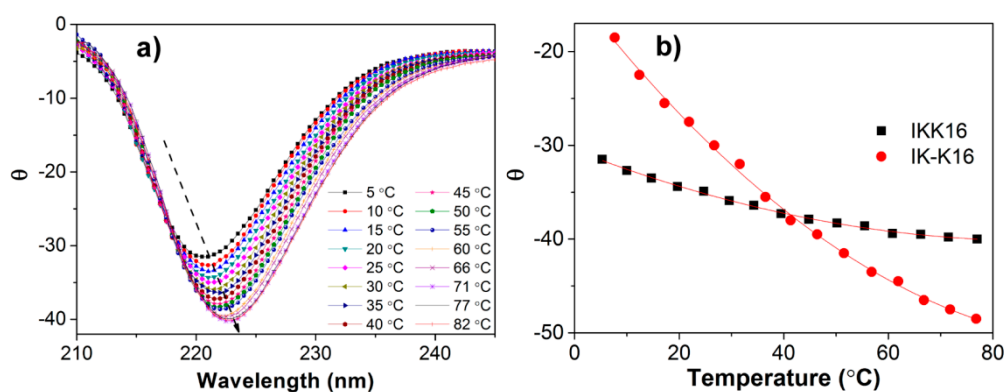 a)
0
-10
-20
-30
-40
θ
210
220
230
240
Wavelength (nm)
5 °C
10 °C
15 °C
20 °C
25 °C
30 °C
35 °C
40 °C
45 °C
50 °C
55 °C
60 °C
66 °C
71 °C
77 °C
82 °C
b)
-20
-30
-40
-50
θ
0
20
40
60
80
Temperature (°C)
IKK16
IK-K16